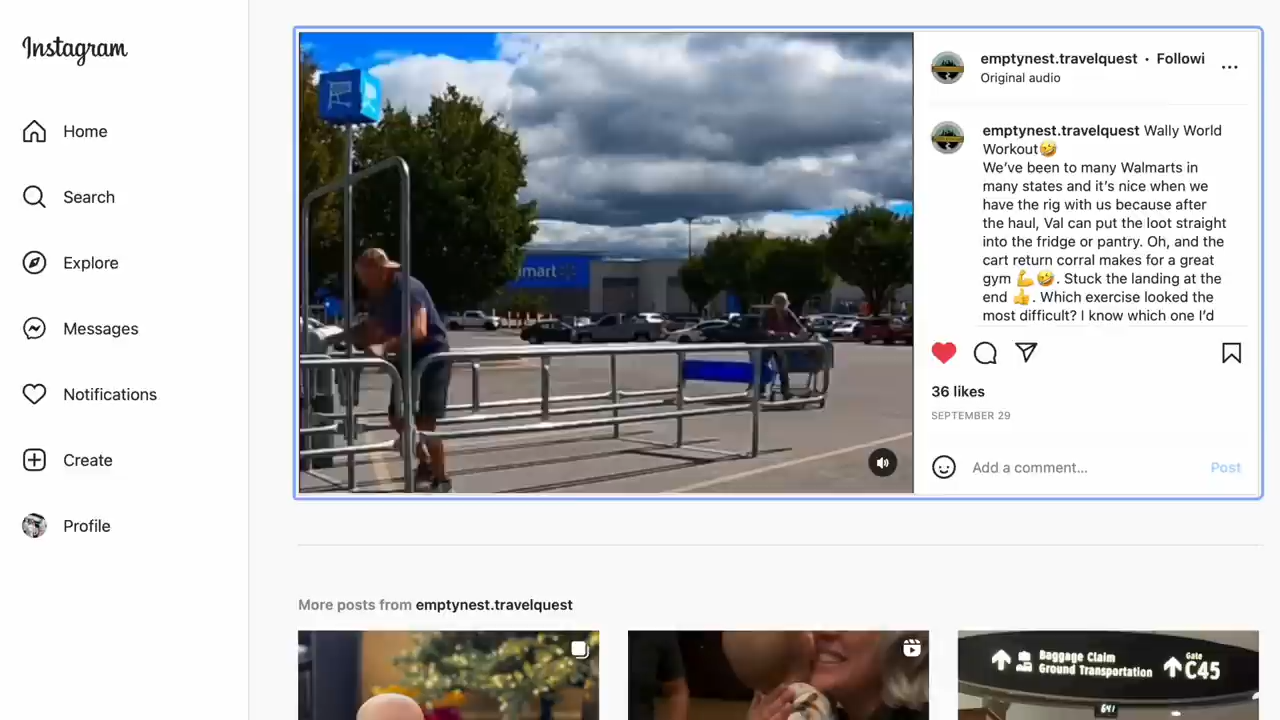 Instagram
Home
Search
Explore
Messages
Notifications
Create
Profile
mart
emptynest.travelquest • Followi
Original audio
emptynest.travelquest Wally World
Workout🤣
We've been to many Walmarts in
many states and it's nice when we
have the rig with us because after
the haul, Val can put the loot straight
into the fridge or pantry. Oh, and the
cart return corral makes for a great
gym 💪🤣. Stuck the landing at the
end 👍. Which exercise looked the
most difficult? I know which one I'd
36 likes
SEPTEMBER 29
Add a comment...
Post
More posts from emptynest.travelquest
Baggage Claim
Ground Transportation
Gate
C45